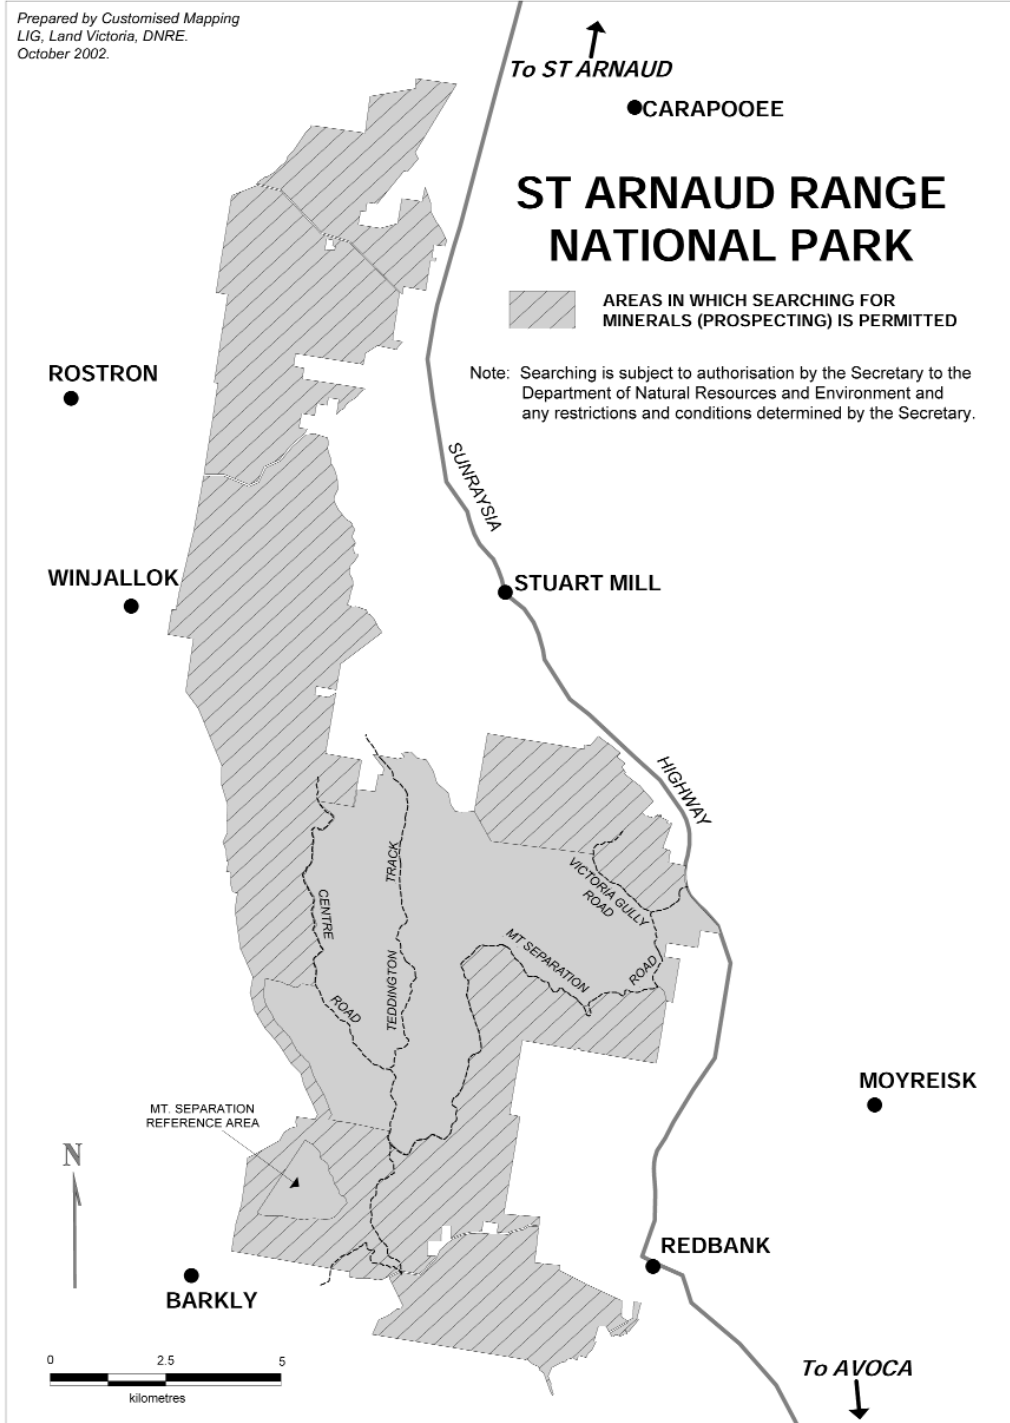 Prepared by Customised Mapping
LIG, Land Victoria, DNRE.
October 2002.
To ST ARNAUD
CARAPOOEE
ST ARNAUD RANGE
NATIONAL PARK
AREAS IN WHICH SEARCHING FOR
MINERALS (PROSPECTING) IS PERMITTED
Note: Searching is subject to authorisation by the Secretary to the
Department of Natural Resources and Environment and
any restrictions and conditions determined by the Secretary.
ROSTRON
SUNRAYSIA
WINJALLOK
STUART MILL
HIGHWAY
TRACK
VICTORIA GULLY
ROAD
CENTRE
MT SEPARATION
ROAD
TEDDINGTON
ROAD
MOYREISK
MT. SEPARATION
REFERENCE AREA
N
REDBANK
BARKLY
0 2.5 5
kilometres
To AVOCA